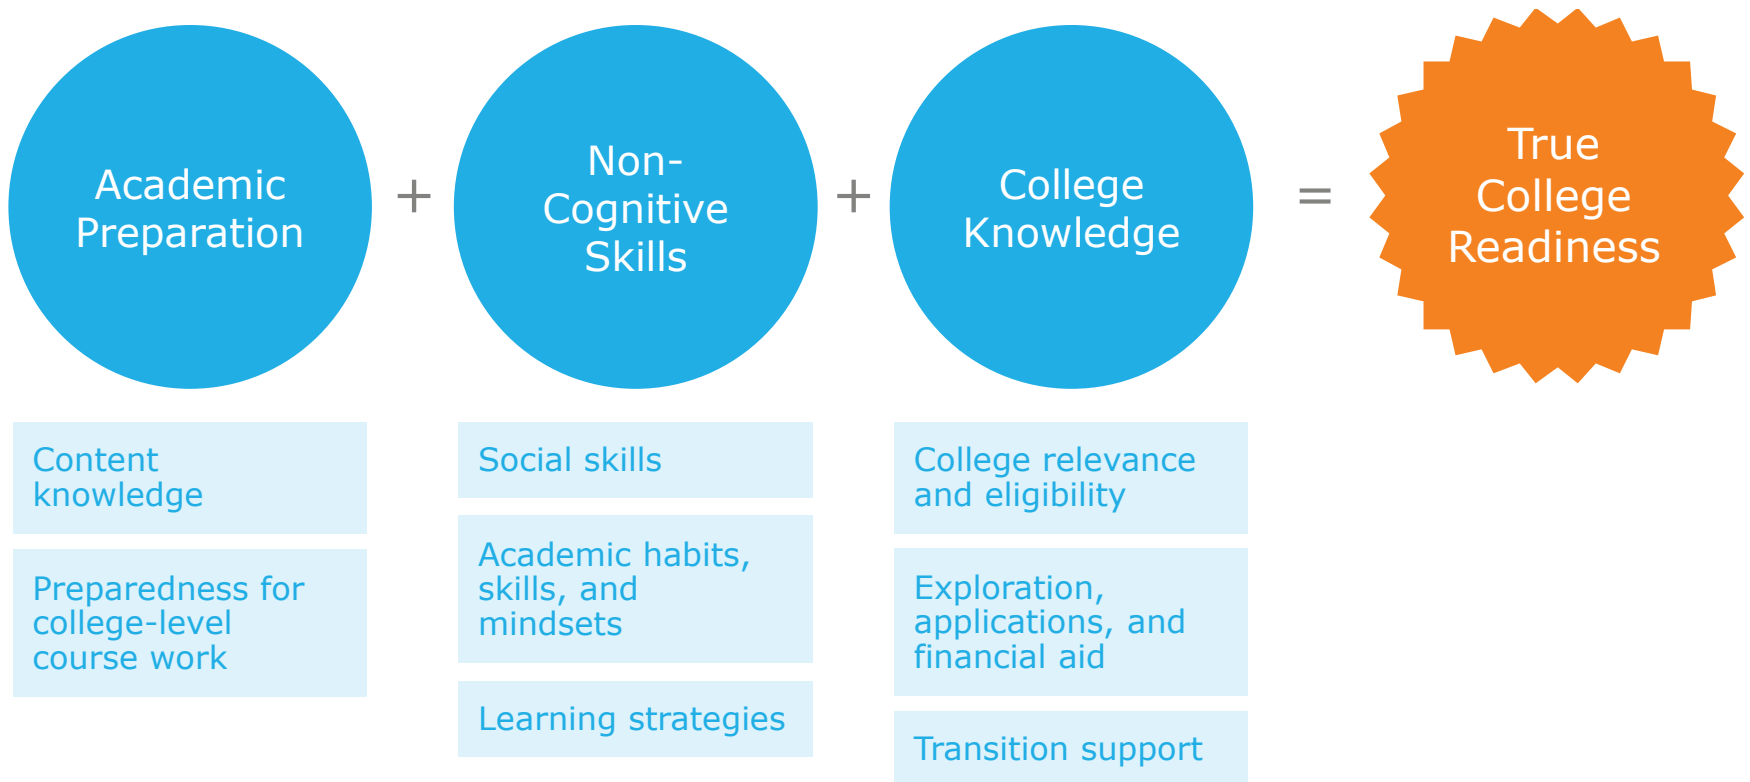 Academic
Preparation
+
Non-
Cognitive
Skills
+
College
Knowledge
=
True
College
Readiness
Content
knowledge
Preparedness for
college-level
course work
Social skills
Academic habits,
skills, and
mindsets
Learning strategies
College relevance
and eligibility
Exploration,
applications, and
financial aid
Transition support